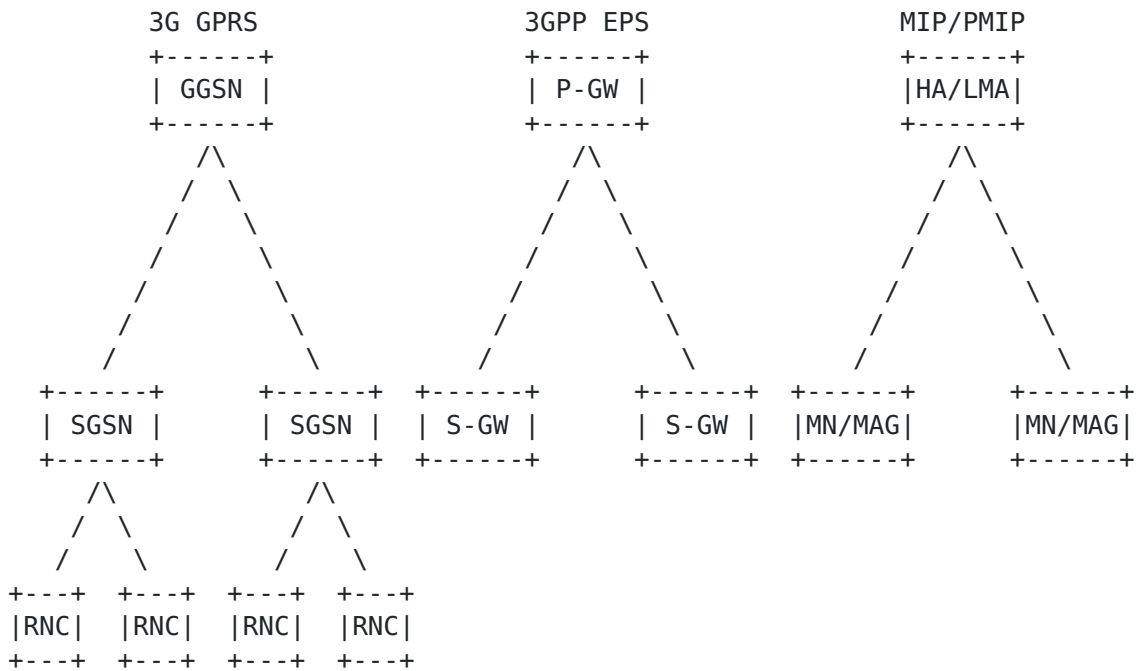 3G GPRS 3GPP EPS MIP/PMIP
GGSN P-GW HA/LMA
SGSN SGSN S-GW S-GW MN/MAG MN/MAG
RNC RNC RNC RNC